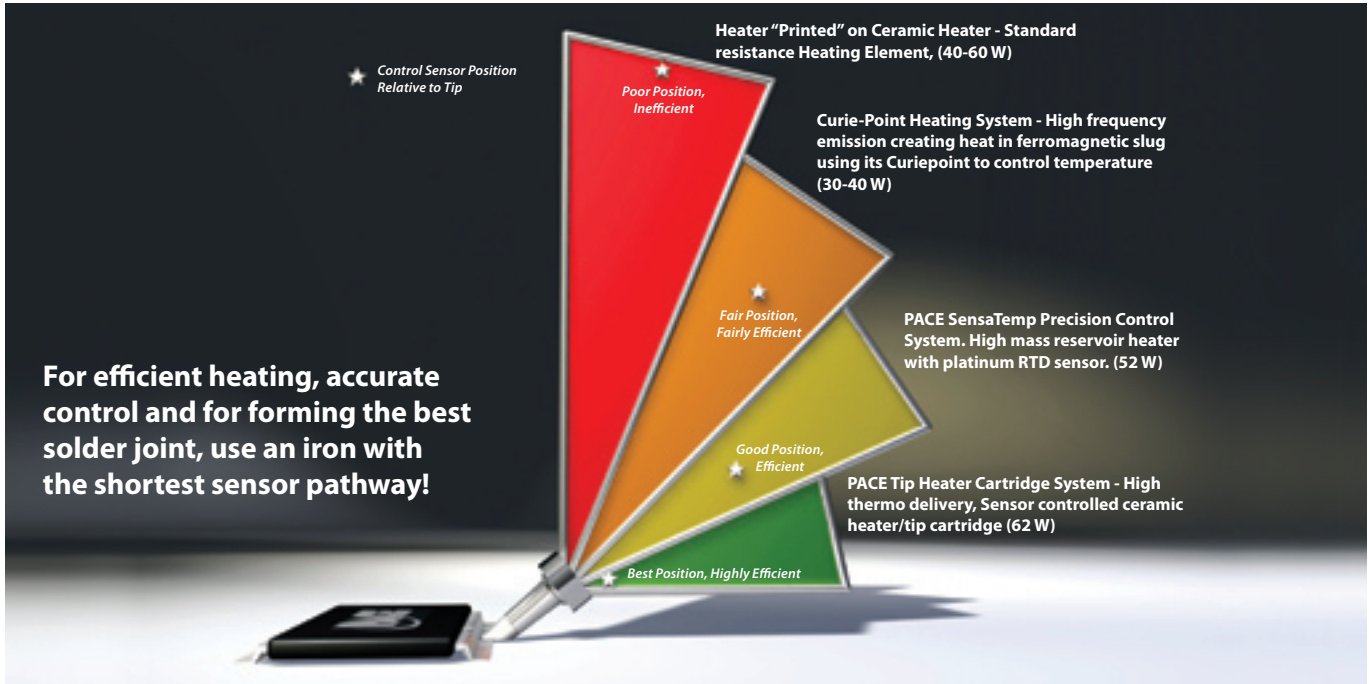 Heater “Printed” on Ceramic Heater - Standard
resistance Heating Element, (40-60 W)
Control Sensor Position
Relative to Tip
Poor Position,
Inefficient
Curie-Point Heating System - High frequency
emission creating heat in ferromagnetic slug
using its Curiepoint to control temperature
(30-40 W)
Fair Position,
Fairly Efficient
PACE SensaTemp Precision Control
System. High mass reservoir heater
with platinum RTD sensor. (52 W)
For efficient heating, accurate
control and for forming the best
solder joint, use an iron with
the shortest sensor pathway!
Good Position,
Efficient
PACE Tip Heater Cartridge System - High
thermo delivery, Sensor controlled ceramic
heater/tip cartridge (62 W)
Best Position, Highly Efficient